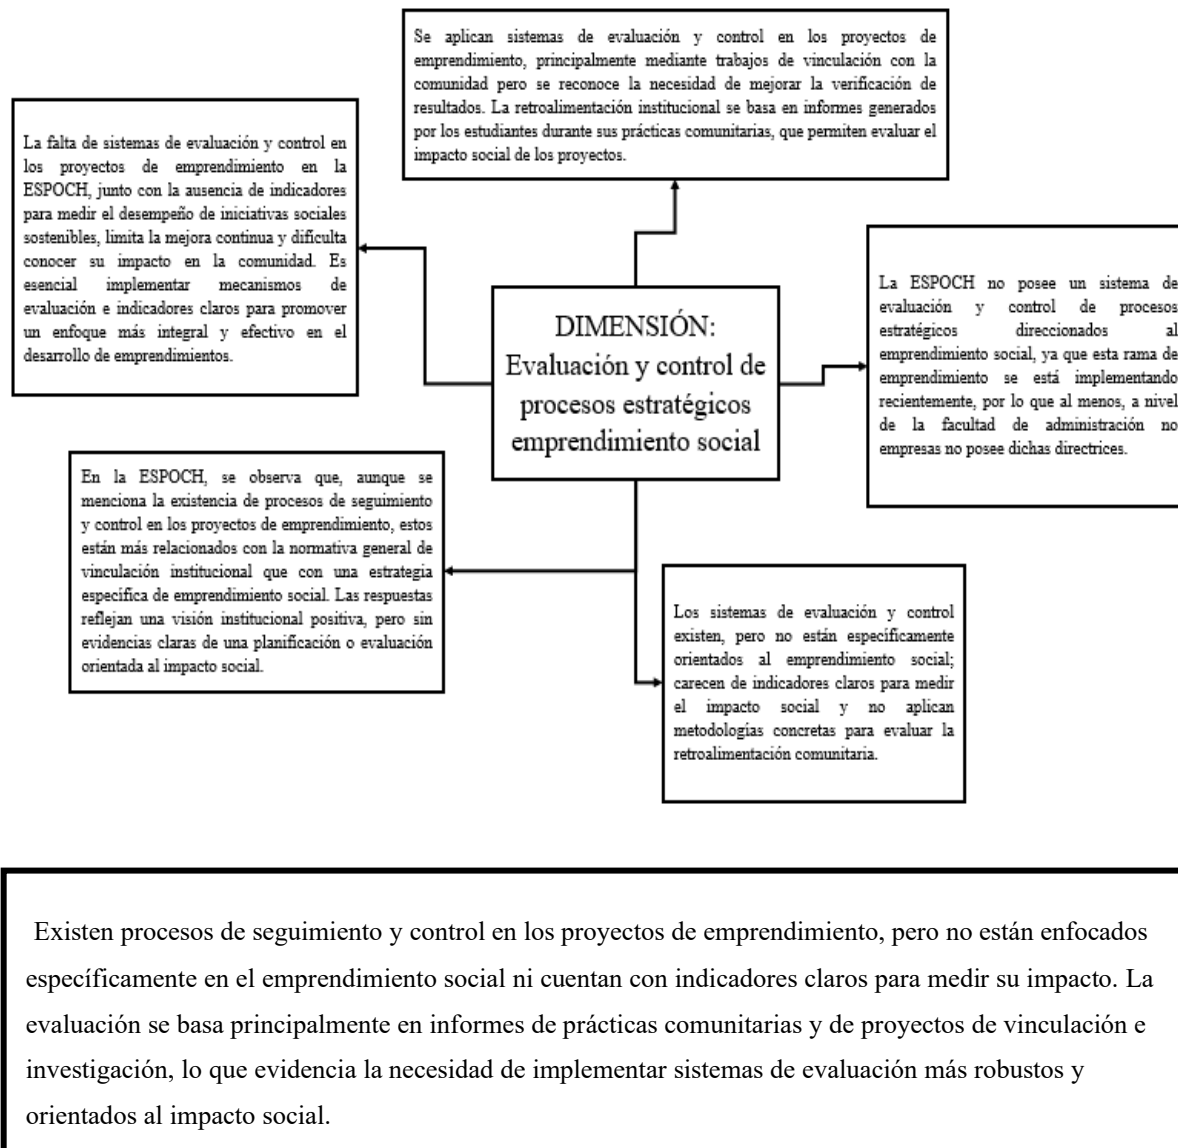 Se aplican sistemas de evaluación y control en los proyectos de
emprendimiento, principalmente mediante trabajos de vinculación con la
comunidad pero se reconoce la necesidad de mejorar la verificación de
resultados. La retroalimentación institucional se basa en informes generados
por los estudiantes durante sus prácticas comunitarias, que permiten evaluar el
impacto social de los proyectos.
La falta de sistemas de evaluación y control en
los proyectos de emprendimiento en la
ESPOCH, junto con la ausencia de indicadores
para medir el desempeño de iniciativas sociales
sostenibles, limita la mejora continua y dificulta
conocer su impacto en la comunidad. Es
esencial implementar mecanismos de
evaluación e indicadores claros para promover
un enfoque más integral y efectivo en el
desarrollo de emprendimientos.
La ESPOCH no posee un sistema de
evaluación y control de procesos
estratégicos direccionados al
emprendimiento social, ya que esta rama de
emprendimiento se está implementando
recientemente, por lo que al menos, a nivel
de la facultad de administración no
empresas no posee dichas directrices.
DIMENSIÓN:
Evaluación y control de
procesos estratégicos
emprendimiento social
En la ESPOCH, se observa que, aunque se
menciona la existencia de procesos de seguimiento
y control en los proyectos de emprendimiento, estos
están más relacionados con la normativa general de
vinculación institucional que con una estrategia
específica de emprendimiento social. Las respuestas
reflejan una visión institucional positiva, pero sin
evidencias claras de una planificación o evaluación
orientada al impacto social.
Los sistemas de evaluación y control
existen, pero no están específicamente
orientados al emprendimiento social;
carecen de indicadores claros para medir
el impacto social y no aplican
metodologías concretas para evaluar la
retroalimentación comunitaria.
Existen procesos de seguimiento y control en los proyectos de emprendimiento, pero no están enfocados
específicamente en el emprendimiento social ni cuentan con indicadores claros para medir su impacto. La
evaluación se basa principalmente en informes de prácticas comunitarias y de proyectos de vinculación e
investigación, lo que evidencia la necesidad de implementar sistemas de evaluación más robustos y
orientados al impacto social.